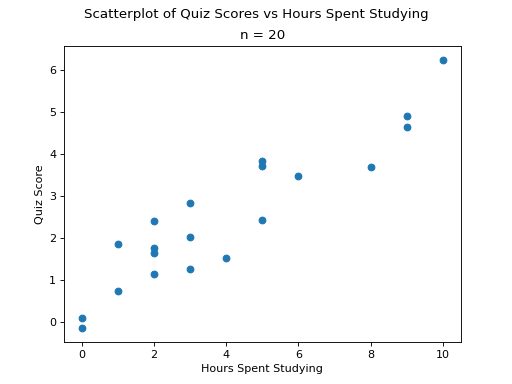 Scatterplot of Quiz Scores vs Hours Spent Studying
n = 20
6
5
4
3
2
1
0
Quiz Score
0 2 4 6 8 10
Hours Spent Studying